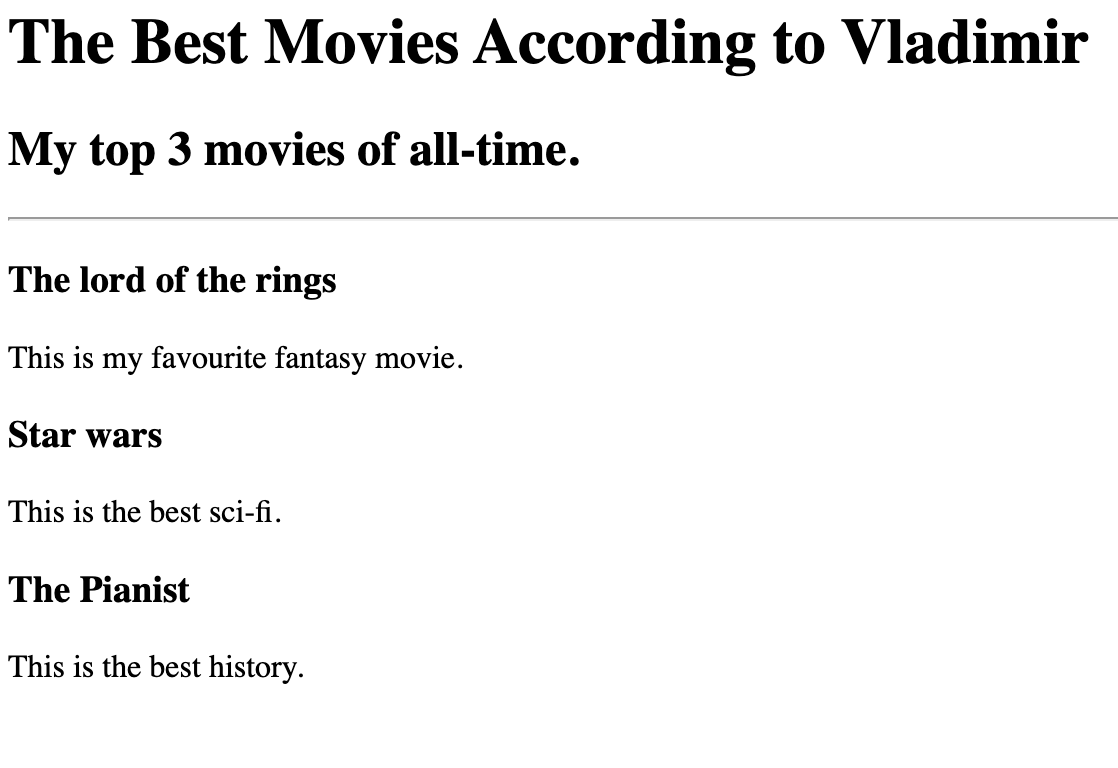 The Best Movies According to Vladimir
My top 3 movies of all-time.
The lord of the rings
This is my favourite fantasy movie.
Star wars
This is the best sci-fi.
The Pianist
This is the best history.